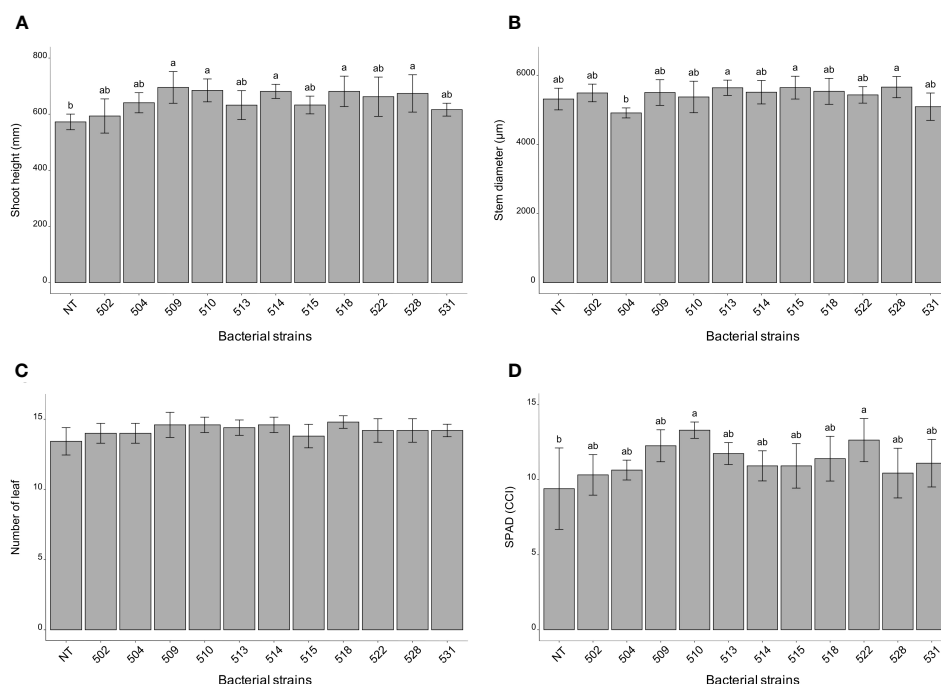 A
Shoot height (mm)
800
600
400
200
0
b ab ab a a ab a ab a ab a ab
NT 502 504 509 510 513 514 515 518 522 528 531
Bacterial strains
B
Stem diameter (µm)
6000
4000
2000
0
ab ab b ab ab a ab a ab ab a ab
NT 502 504 509 510 513 514 515 518 522 528 531
Bacterial strains
C
Number of leaf
15
10
5
0
NT 502 504 509 510 513 514 515 518 522 528 531
Bacterial strains
D
SPAD (CCI)
15
10
5
0
b ab ab ab a ab ab ab ab a ab ab
NT 502 504 509 510 513 514 515 518 522 528 531
Bacterial strains